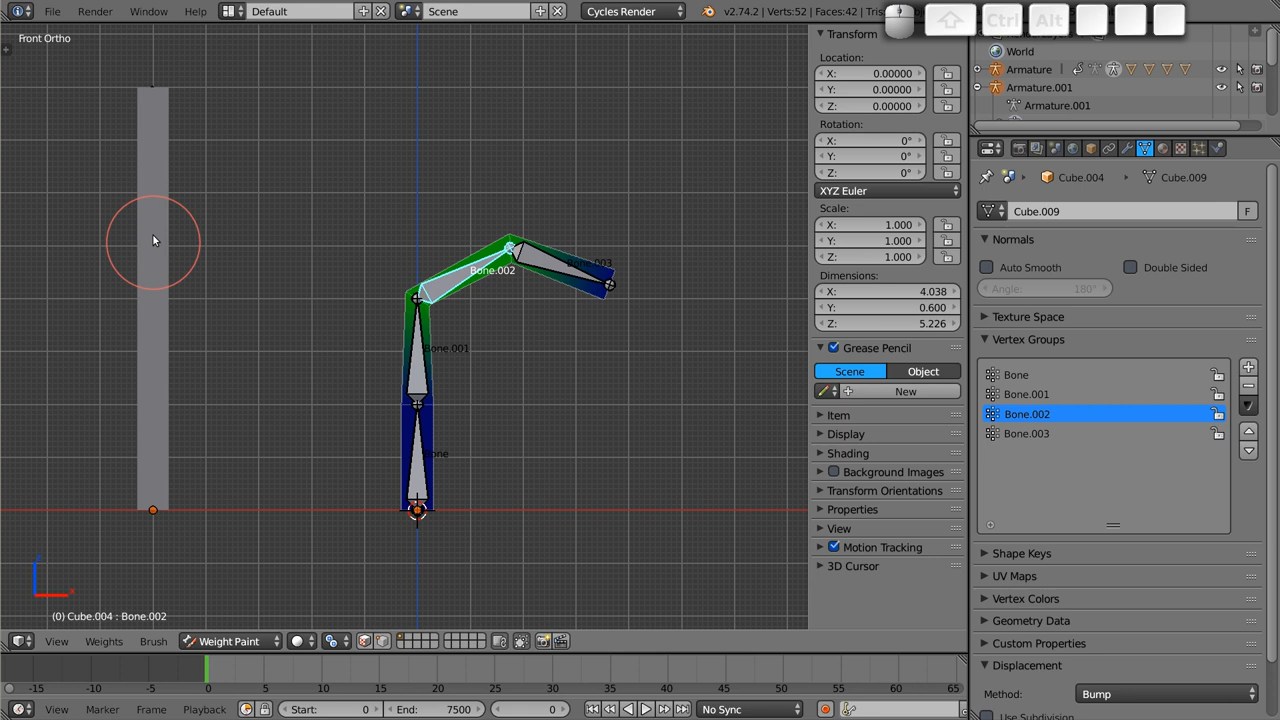 File Render Window Help Default Scene Cycles Render v2.74.2 | Verts:52 | Faces:42 | Tris
Ctrl Alt
Front Ortho
Transform
Location:
X: 0.00000
Y: 0.00000
Z: 0.00000
Rotation:
X: 0°
Y: 0°
Z: 0°
XYZ Euler
Scale:
X: 1.000
Y: 1.000
Z: 1.000
Dimensions:
X: 4.038
Y: 0.600
Z: 5.226
Grease Pencil
Scene Object
New
Item
Display
Shading
Background Images
Transform Orientations
Properties
View
Motion Tracking
3D Cursor
World
Armature
Armature.001
Armature.001
Cube.004 Cube.009
Cube.009 F
Normals
Auto Smooth Double Sided
Angle: 180°
Texture Space
Vertex Groups
Bone
Bone.001
Bone.002
Bone.003
Shape Keys
UV Maps
Vertex Colors
Geometry Data
Custom Properties
Displacement
Method: Bump
Use Subdivision
Bone.003
Bone.002
Bone.001
Bone
z
x
(0) Cube.004 : Bone.002
View Weights Brush Weight Paint
-15 -10 -5 0 5 10 15 20 25 30 35 40 45 50 55 60 65
View Marker Frame Playback Start: 0 End: 7500 0 No Sync